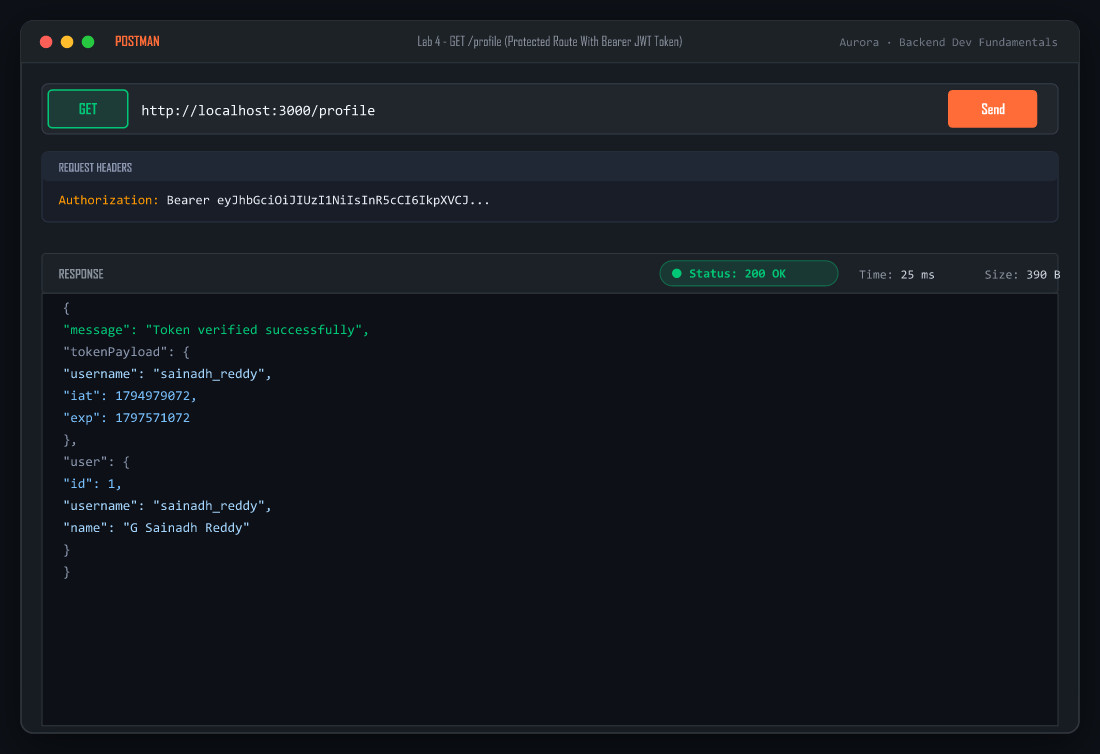 POSTMAN
Lab 4 - GET /profile (Protected Route With Bearer JWT Token)
Aurora · Backend Dev Fundamentals
GET
http://localhost:3000/profile
Send
REQUEST HEADERS
Authorization: Bearer eyJhbGciOiJIUzI1NiIsInR5cCI6IkpXVCJ...
RESPONSE
Status: 200 OK
Time: 25 ms
Size: 390 B
{
"message": "Token verified successfully",
"tokenPayload": {
"username": "sainadh_reddy",
"iat": 1794979072,
"exp": 1797571072
},
"user": {
"id": 1,
"username": "sainadh_reddy",
"name": "G Sainadh Reddy"
}
}